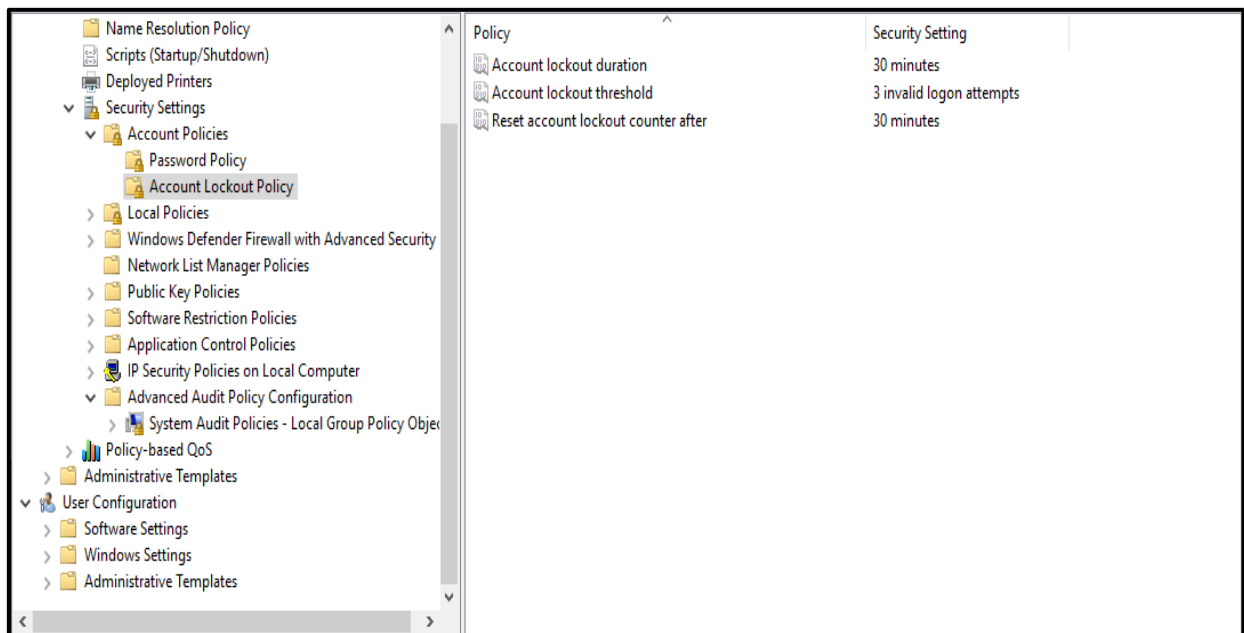 Name Resolution Policy
Scripts (Startup/Shutdown)
Deployed Printers
Security Settings
Account Policies
Password Policy
Account Lockout Policy
Local Policies
Windows Defender Firewall with Advanced Security
Network List Manager Policies
Public Key Policies
Software Restriction Policies
Application Control Policies
IP Security Policies on Local Computer
Advanced Audit Policy Configuration
System Audit Policies - Local Group Policy Objec
Policy-based QoS
Administrative Templates
User Configuration
Software Settings
Windows Settings
Administrative Templates
Policy Security Setting
Account lockout duration 30 minutes
Account lockout threshold 3 invalid logon attempts
Reset account lockout counter after 30 minutes